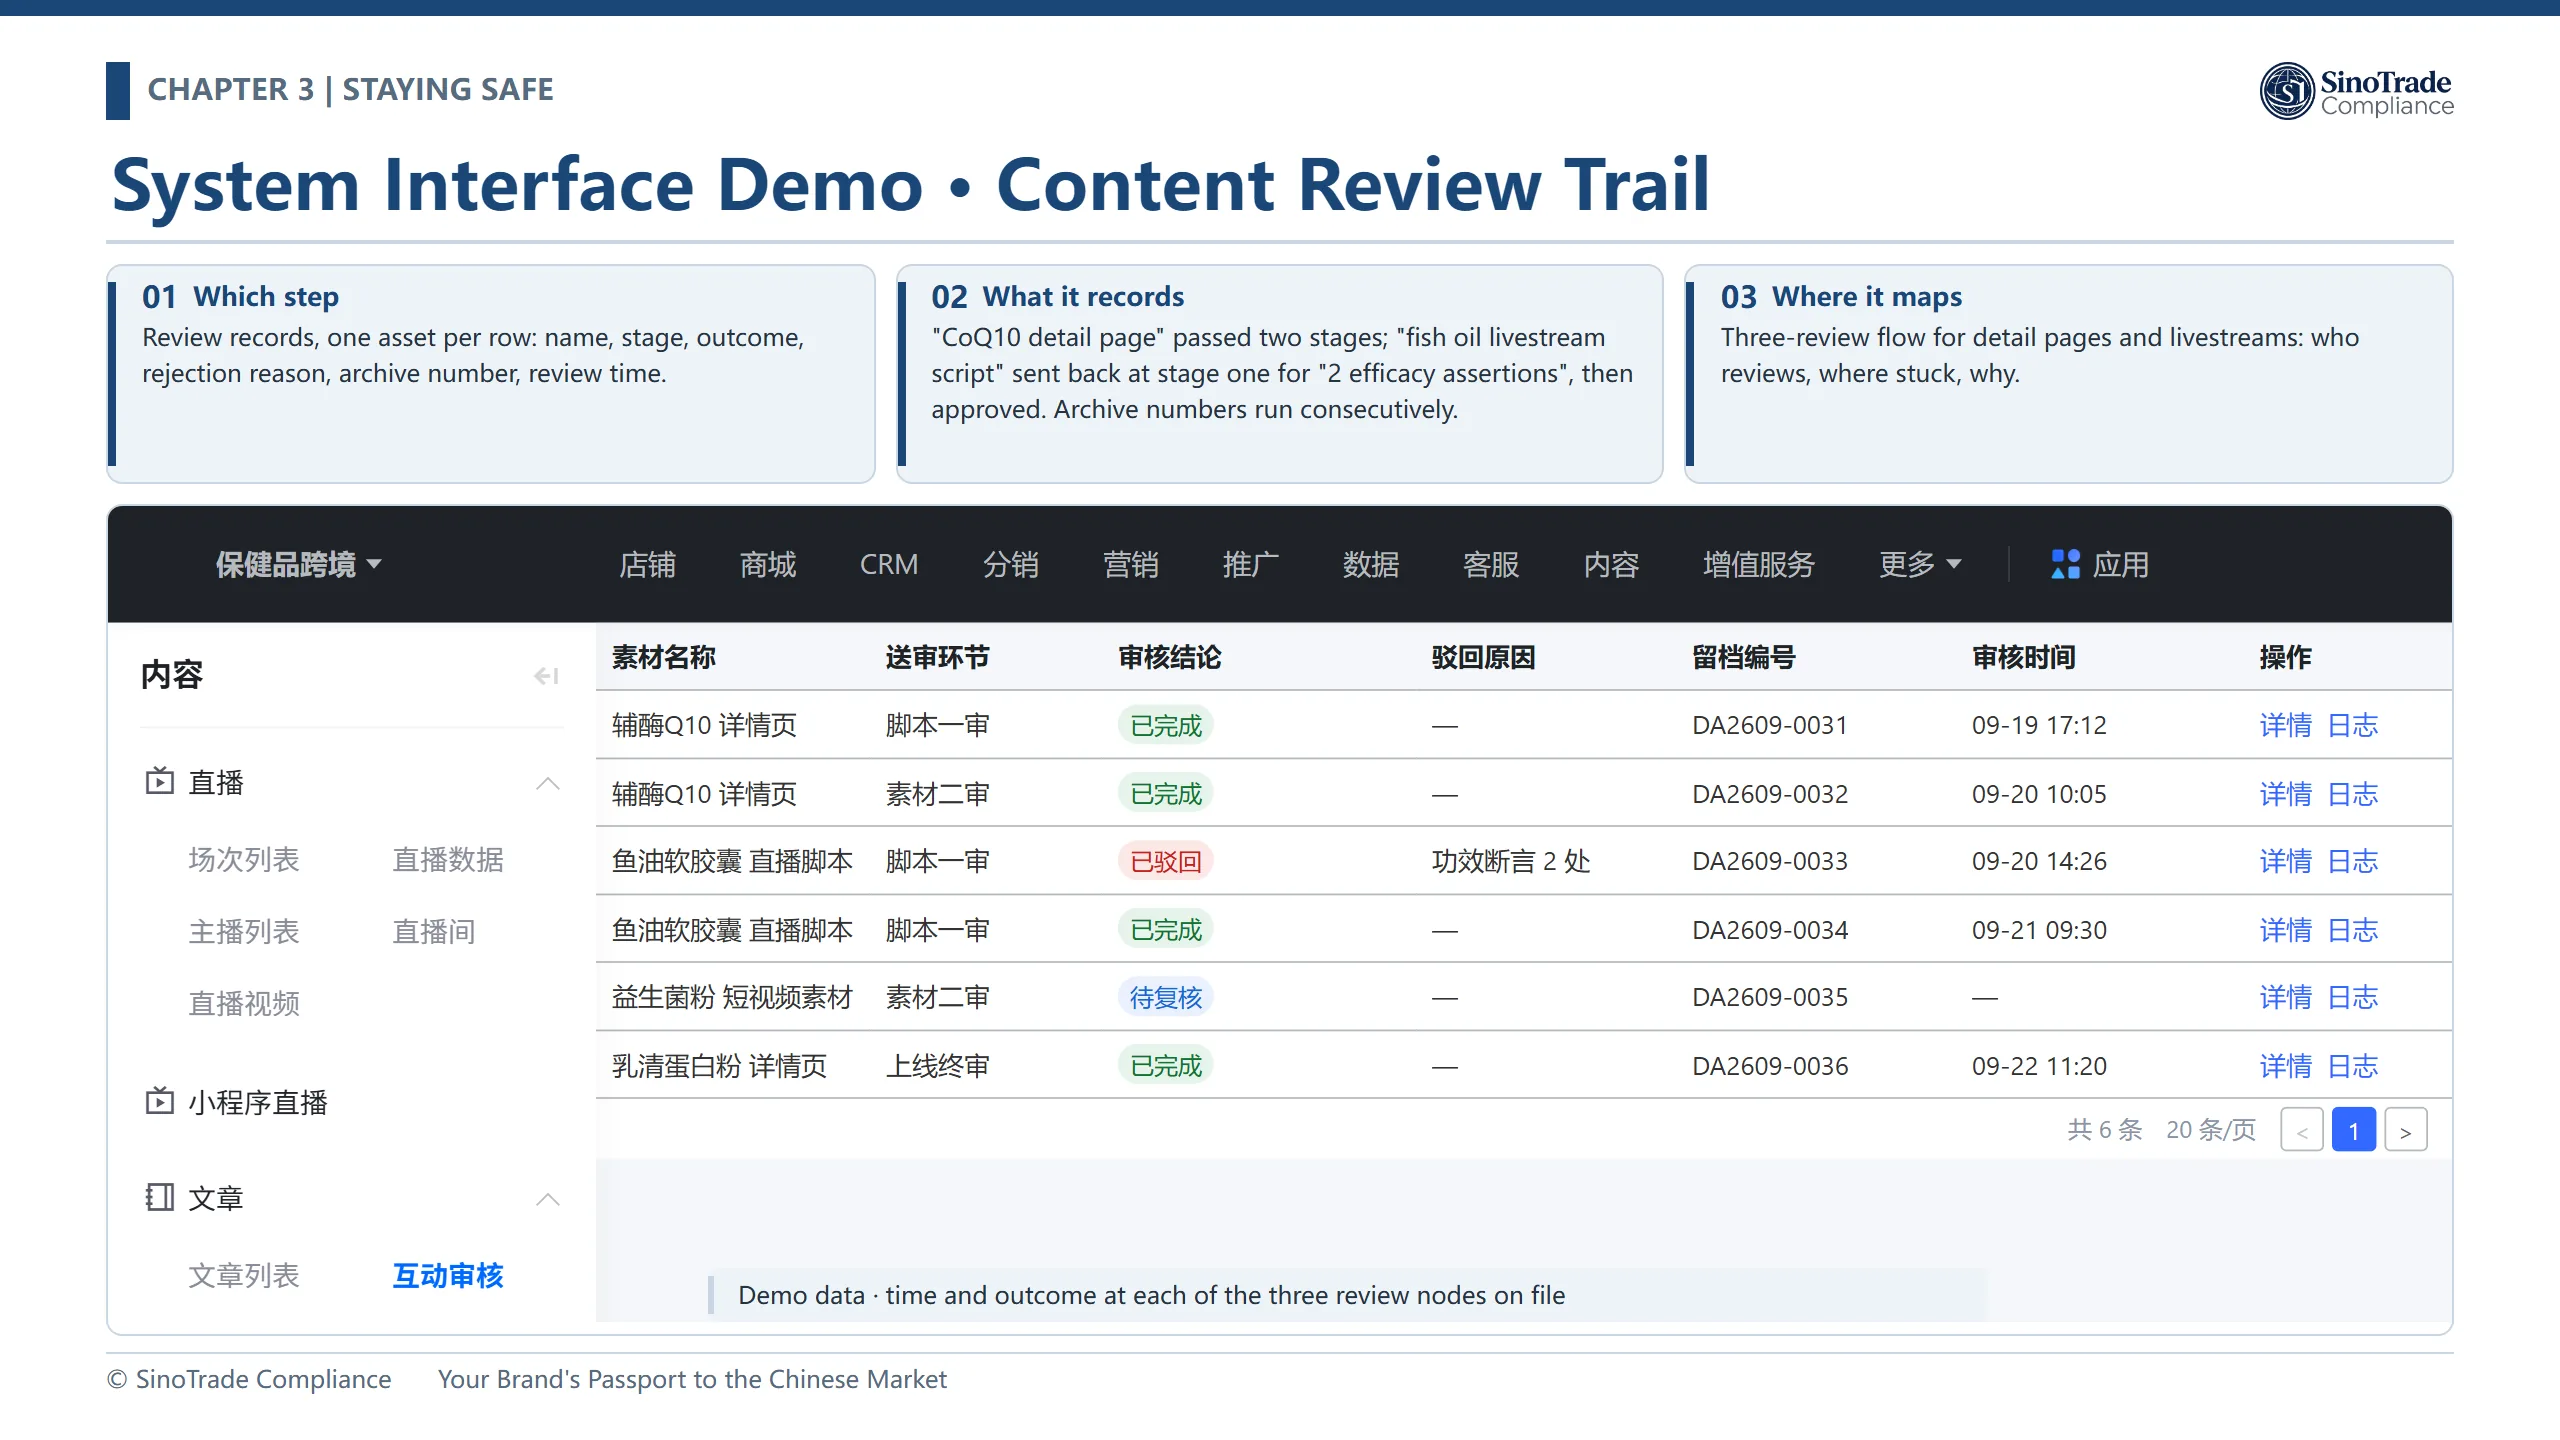 CHAPTER 3 | STAYING SAFE
SinoTrade
Compliance
System Interface Demo • Content Review Trail
01 Which step
Review records, one asset per row: name, stage, outcome,
rejection reason, archive number, review time.
02 What it records
"CoQ10 detail page" passed two stages; "fish oil livestream
script" sent back at stage one for "2 efficacy assertions", then
approved. Archive numbers run consecutively.
03 Where it maps
Three-review flow for detail pages and livestreams: who
reviews, where stuck, why.
保健品跨境 店铺 商城 CRM 分销 营销 推广 数据 客服 内容 增值服务 更多 应用
内容
直播
场次列表 直播数据
主播列表 直播间
直播视频
小程序直播
文章
文章列表 互动审核
素材名称 送审环节 审核结论 驳回原因 留档编号 审核时间 操作
辅酶Q10 详情页 脚本一审 已完成 — DA2609-0031 09-19 17:12 详情 日志
辅酶Q10 详情页 素材二审 已完成 — DA2609-0032 09-20 10:05 详情 日志
鱼油软胶囊 直播脚本 脚本一审 已驳回 功效断言 2 处 DA2609-0033 09-20 14:26 详情 日志
鱼油软胶囊 直播脚本 脚本一审 已完成 — DA2609-0034 09-21 09:30 详情 日志
益生菌粉 短视频素材 素材二审 待复核 — DA2609-0035 — 详情 日志
乳清蛋白粉 详情页 上线终审 已完成 — DA2609-0036 09-22 11:20 详情 日志
共 6 条 20 条/页 < 1 >
Demo data · time and outcome at each of the three review nodes on file
© SinoTrade Compliance Your Brand's Passport to the Chinese Market